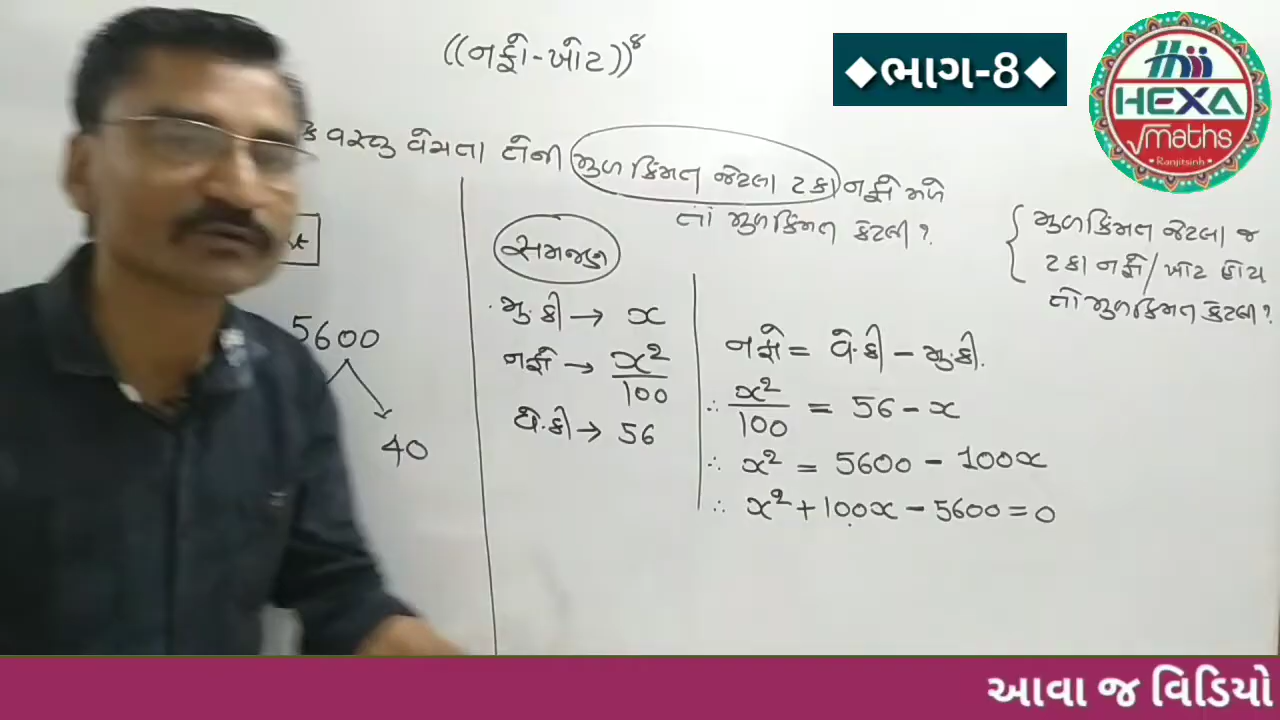 ((નફો-ખોટ))⁸
◆ભાગ-8◆
HEXA
√maths
Ranjitsinh
વસ્તુ વેચતા તેની મુળ કિંમત જેટલા ટકા નફો મળે
તો મુળકિંમત કેટલી?
{ મુળકિંમત જેટલા જ
ટકા નફો/ખોટ હોય
તો મુળકિંમત કેટલી?
5600
40
સમજણ
મુ.કી → x
નફો → x²/100
વે.કી → 56
નફો = વે.કી - મુ.કી.
∴ x²/100 = 56 - x
∴ x² = 5600 - 100x
∴ x² + 100x - 5600 = 0
આવા જ વિડિયો